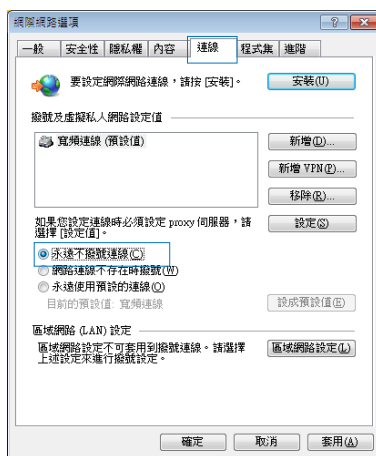 網際網路選項
一般 安全性 隱私權 內容 連線 程式集 進階
要設定網際網路連線，請按 [安裝]。 安裝(U)
撥號及虛擬私人網路設定值
寬頻連線 (預設值) 新增(D)...
新增 VPN(P)...
移除(R)...
如果您設定連線時必須設定 proxy 伺服器，請 設定(S)
選擇 [設定值]。
永遠不撥號連線(C)
網路連線不存在時撥號(W)
永遠使用預設的連線(O)
目前的預設值: 寬頻連線 設成預設值(E)
區域網路 (LAN) 設定
區域網路設定不可套用到撥號連線。請選擇 區域網路設定(L)
上述設定來進行撥號設定。
確定 取消 套用(A)